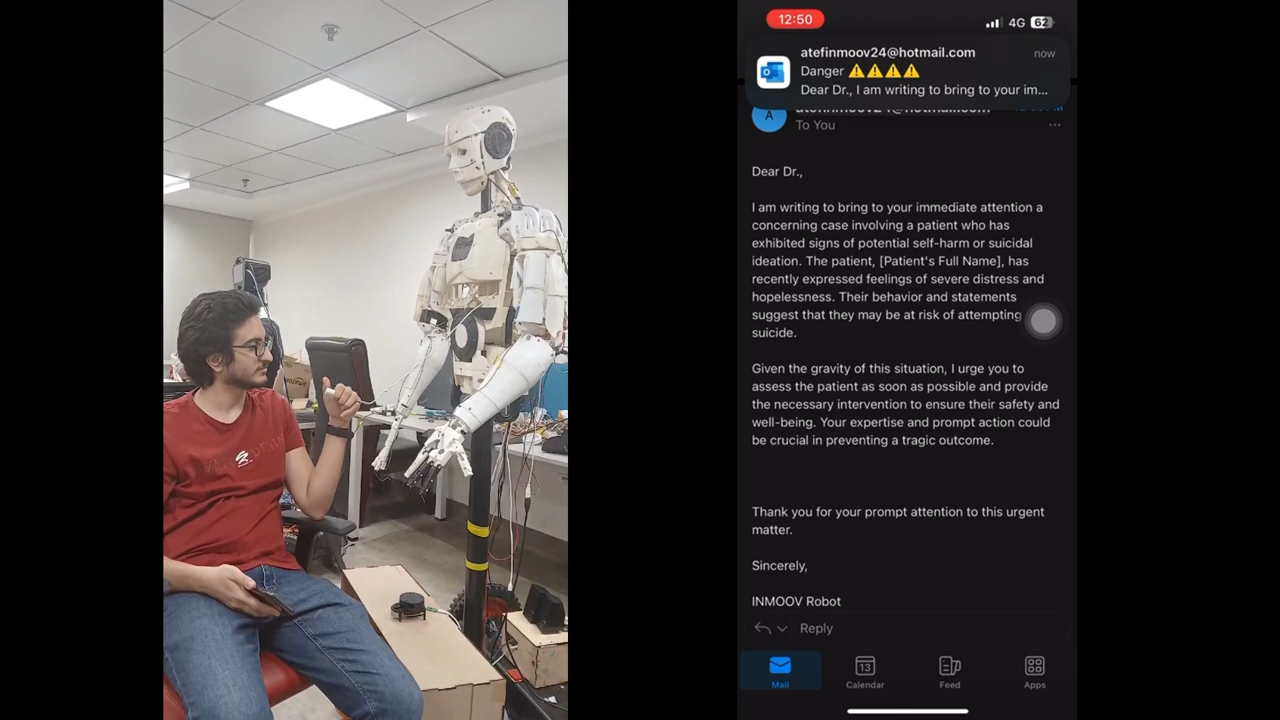 12:50
4G 62
atefinmoov24@hotmail.com now
Danger ⚠️⚠️⚠️⚠️
Dear Dr., I am writing to bring to your im...
A
To You
Dear Dr.,
I am writing to bring to your immediate attention a
concerning case involving a patient who has
exhibited signs of potential self-harm or suicidal
ideation. The patient, [Patient's Full Name], has
recently expressed feelings of severe distress and
hopelessness. Their behavior and statements
suggest that they may be at risk of attempting
suicide.
Given the gravity of this situation, I urge you to
assess the patient as soon as possible and provide
the necessary intervention to ensure their safety and
well-being. Your expertise and prompt action could
be crucial in preventing a tragic outcome.
Thank you for your prompt attention to this urgent
matter.
Sincerely,
INMOOV Robot
Reply
13
Mail Calendar Feed Apps